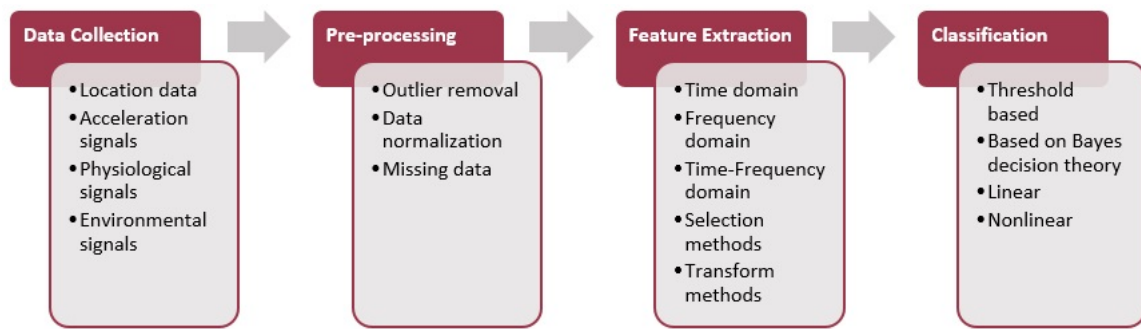 Data Collection
•Location data
•Acceleration
signals
•Physiological
signals
•Environmental
signals
Pre-processing
•Outlier removal
•Data
normalization
•Missing data
Feature Extraction
•Time domain
•Frequency
domain
•Time-Frequency
domain
•Selection
methods
•Transform
methods
Classification
•Threshold
based
•Based on Bayes
decision theory
•Linear
•Nonlinear